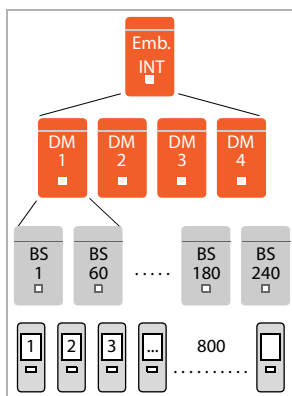 Emb.
INT
DM
1
DM
2
DM
3
DM
4
BS
1
BS
60
.....
BS
180
BS
240
1
2
3
...
800
..........